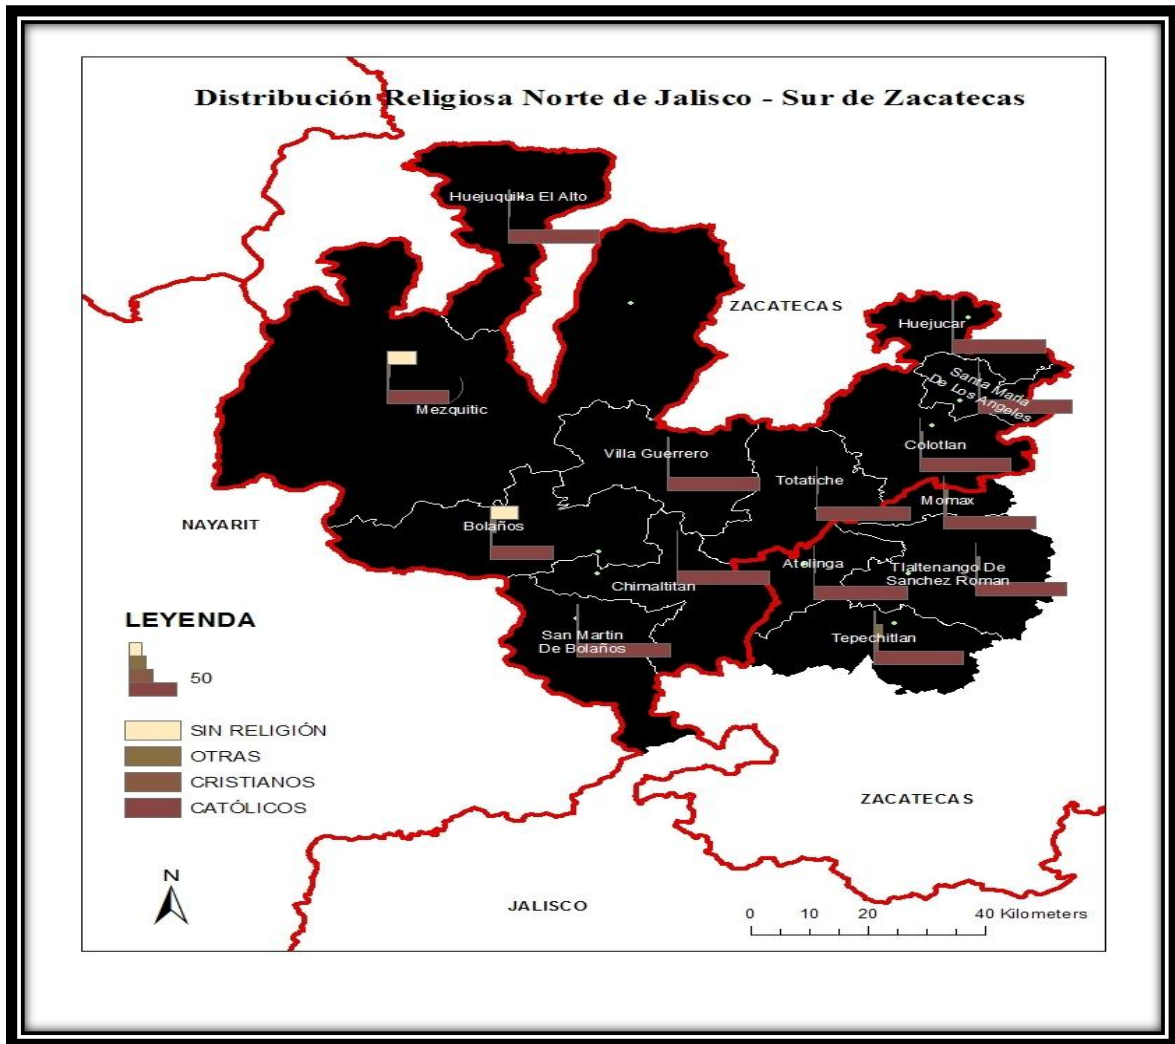 Distribución Religiosa Norte de Jalisco - Sur de Zacatecas
Huejuquilla El Alto
ZACATECAS
Huejucar
Santa Maria
De Los Angeles
Mezquitic
Colotlan
Villa Guerrero
Totatiche
Momax
NAYARIT
Bolaños
Atolinga
Tlaltenango De
Sanchez Roman
Chimaltitan
San Martin
De Bolaños
Tepechitlan
LEYENDA
50
SIN RELIGIÓN
OTRAS
CRISTIANOS
CATÓLICOS
ZACATECAS
N
JALISCO
0 10 20 40 Kilometers